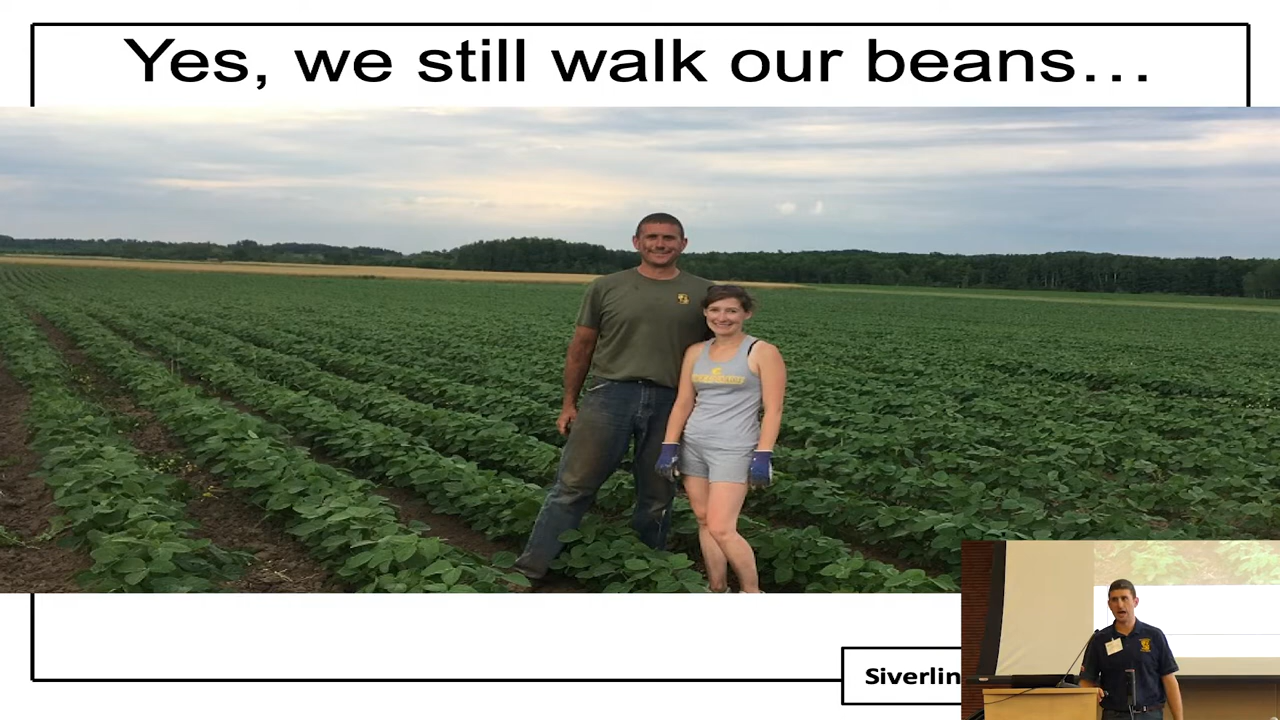 Yes, we still walk our beans…
Siverlin